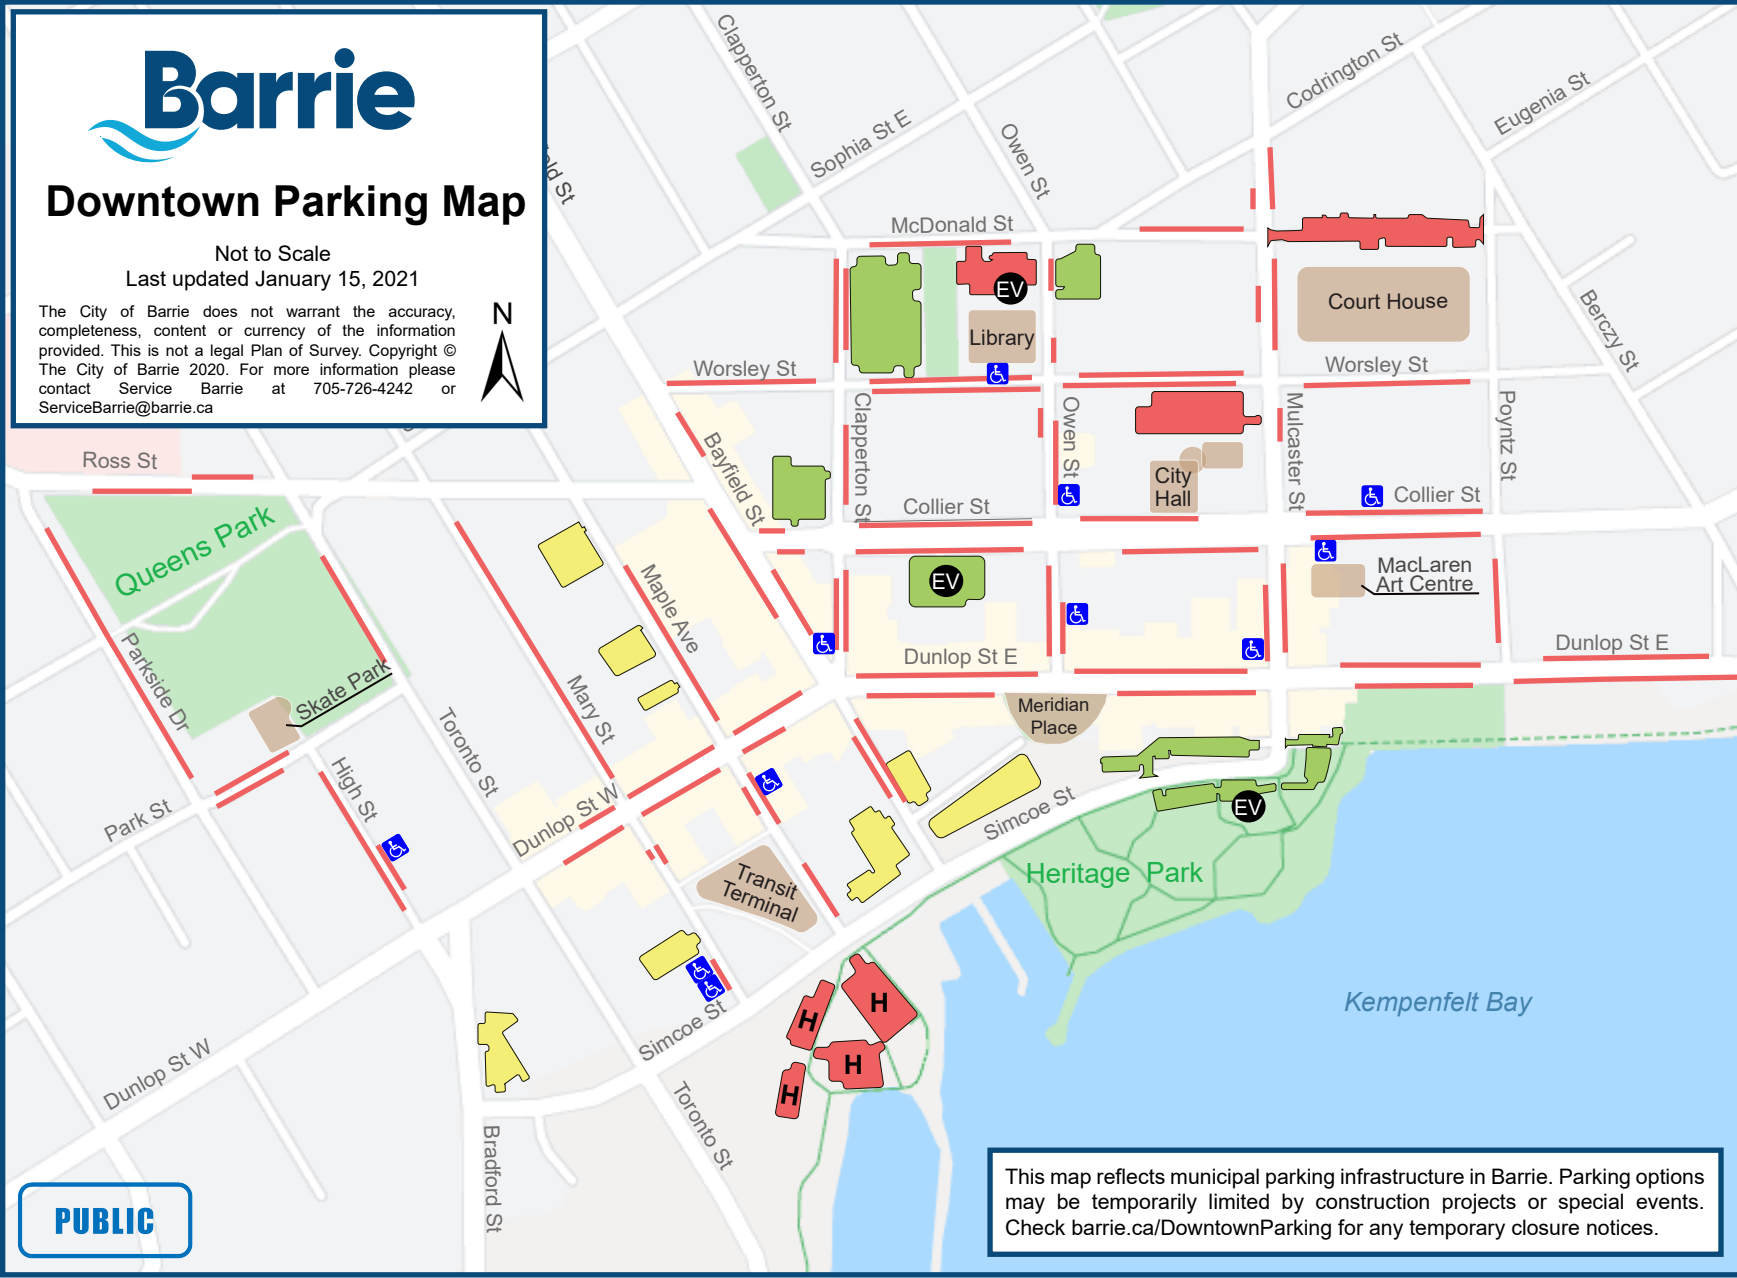 Barrie
Downtown Parking Map
Not to Scale
Last updated January 15, 2021
The City of Barrie does not warrant the accuracy,
completeness, content or currency of the information
provided. This is not a legal Plan of Survey. Copyright ©
The City of Barrie 2020. For more information please
contact Service Barrie at 705-726-4242 or
ServiceBarrie@barrie.ca
N
Clapperton St
Sophia St E
Owen St
Codrington St
Eugenia St
ld St
McDonald St
EV
Library
Court House
Berczy St
Worsley St
Worsley St
Clapperton St
Owen St
Mulcaster St
Poyntz St
Bayfield St
City
Hall
Collier St
Collier St
Ross St
Queens Park
Maple Ave
EV
MacLaren
Art Centre
Dunlop St E
Dunlop St E
Parkside Dr
Skate Park
Mary St
Toronto St
Meridian
Place
High St
Park St
Dunlop St W
Simcoe St
EV
Heritage Park
Transit
Terminal
H
H
H
H
Kempenfelt Bay
Simcoe St
Dunlop St W
Toronto St
Bradford St
PUBLIC
This map reflects municipal parking infrastructure in Barrie. Parking options
may be temporarily limited by construction projects or special events.
Check barrie.ca/DowntownParking for any temporary closure notices.